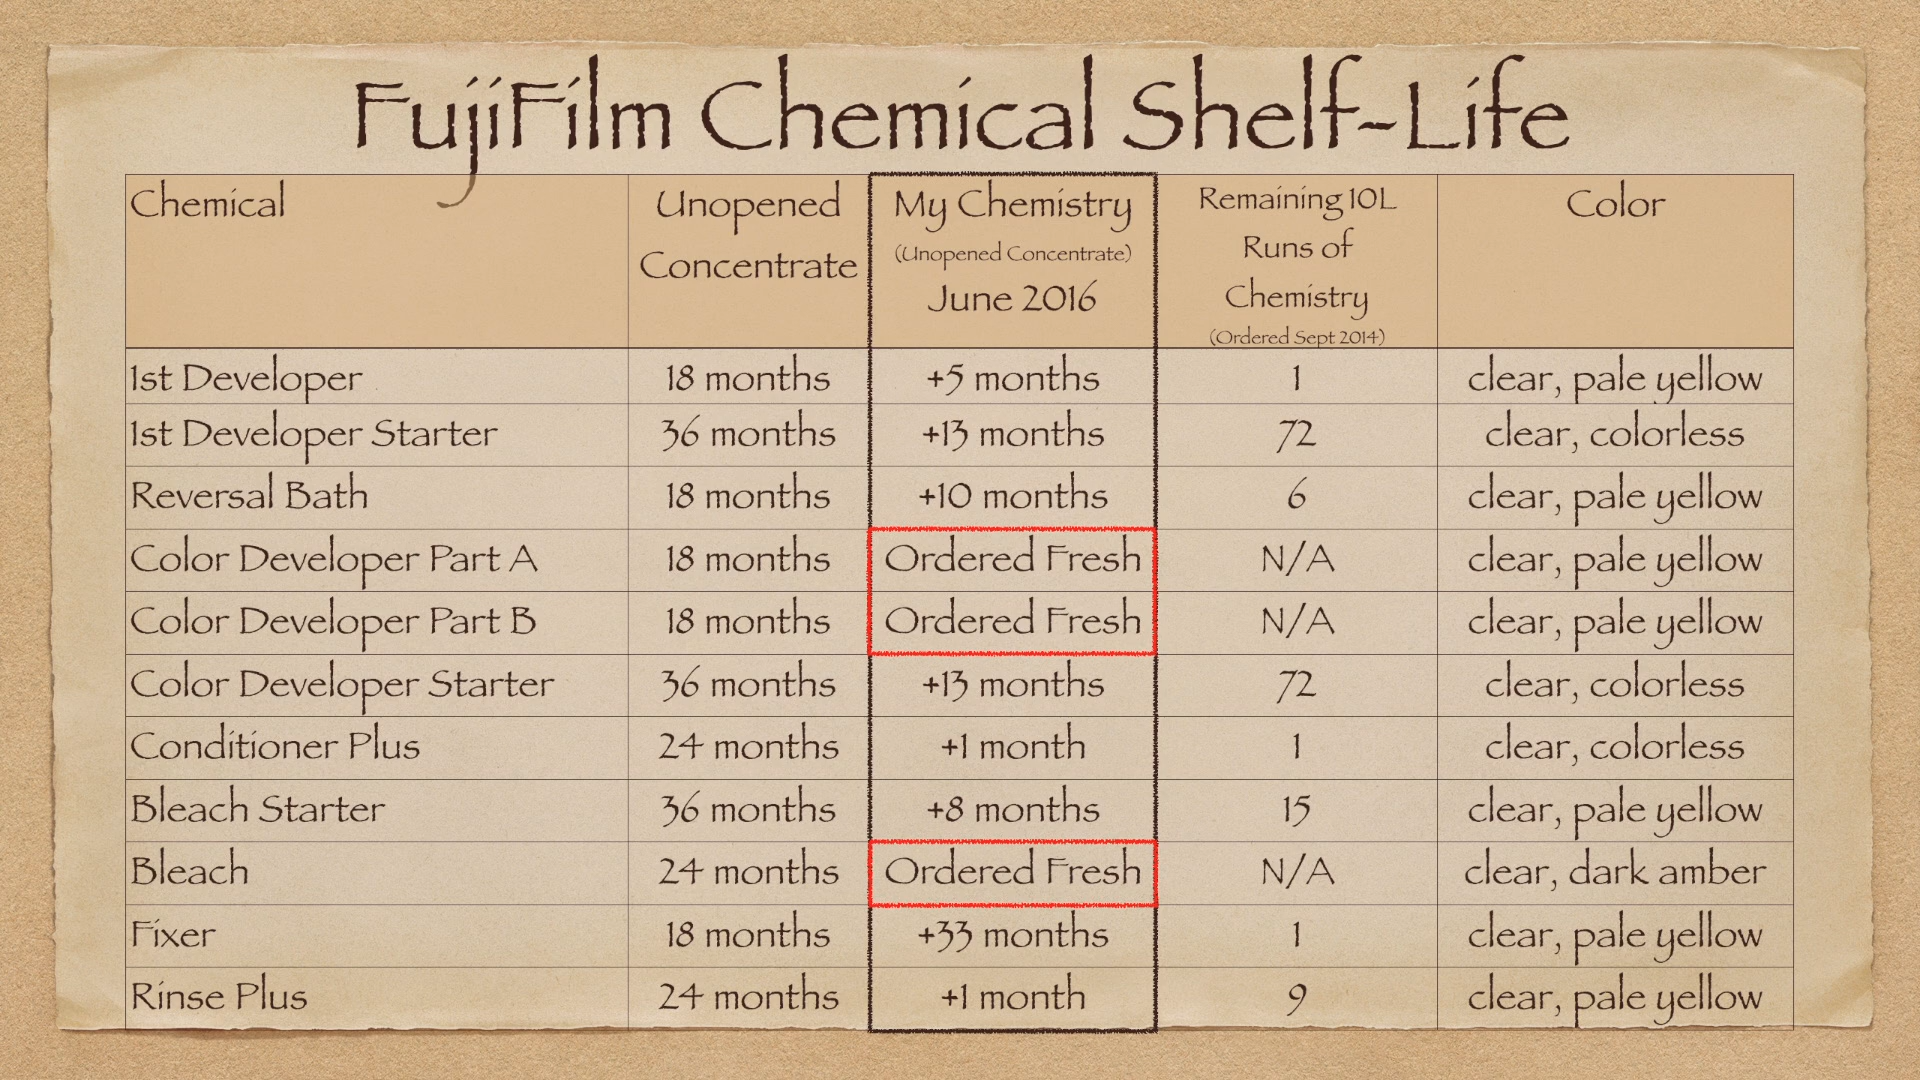 FujiFilm Chemical Shelf-Life
Chemical Unopened Concentrate My Chemistry (Unopened Concentrate) June 2016 Remaining 10L Runs of Chemistry (Ordered Sept 2014) Color
1st Developer 18 months +5 months 1 clear, pale yellow
1st Developer Starter 36 months +13 months 72 clear, colorless
Reversal Bath 18 months +10 months 6 clear, pale yellow
Color Developer Part A 18 months Ordered Fresh N/A clear, pale yellow
Color Developer Part B 18 months Ordered Fresh N/A clear, pale yellow
Color Developer Starter 36 months +13 months 72 clear, colorless
Conditioner Plus 24 months +1 month 1 clear, colorless
Bleach Starter 36 months +8 months 15 clear, pale yellow
Bleach 24 months Ordered Fresh N/A clear, dark amber
Fixer 18 months +33 months 1 clear, pale yellow
Rinse Plus 24 months +1 month 9 clear, pale yellow